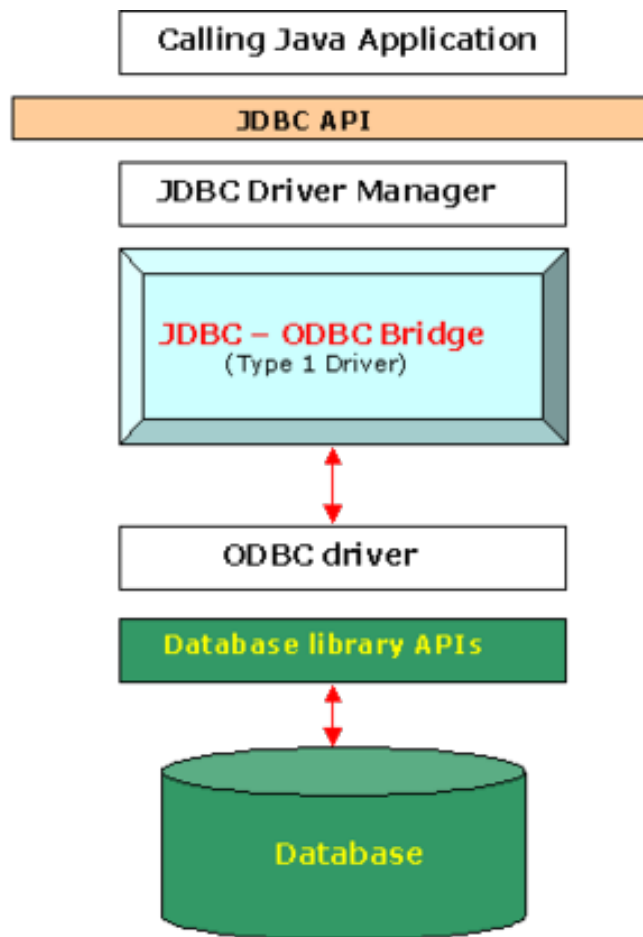 Calling Java Application
JDBC API
JDBC Driver Manager
JDBC – ODBC Bridge
(Type 1 Driver)
ODBC driver
Database library APIs
Database